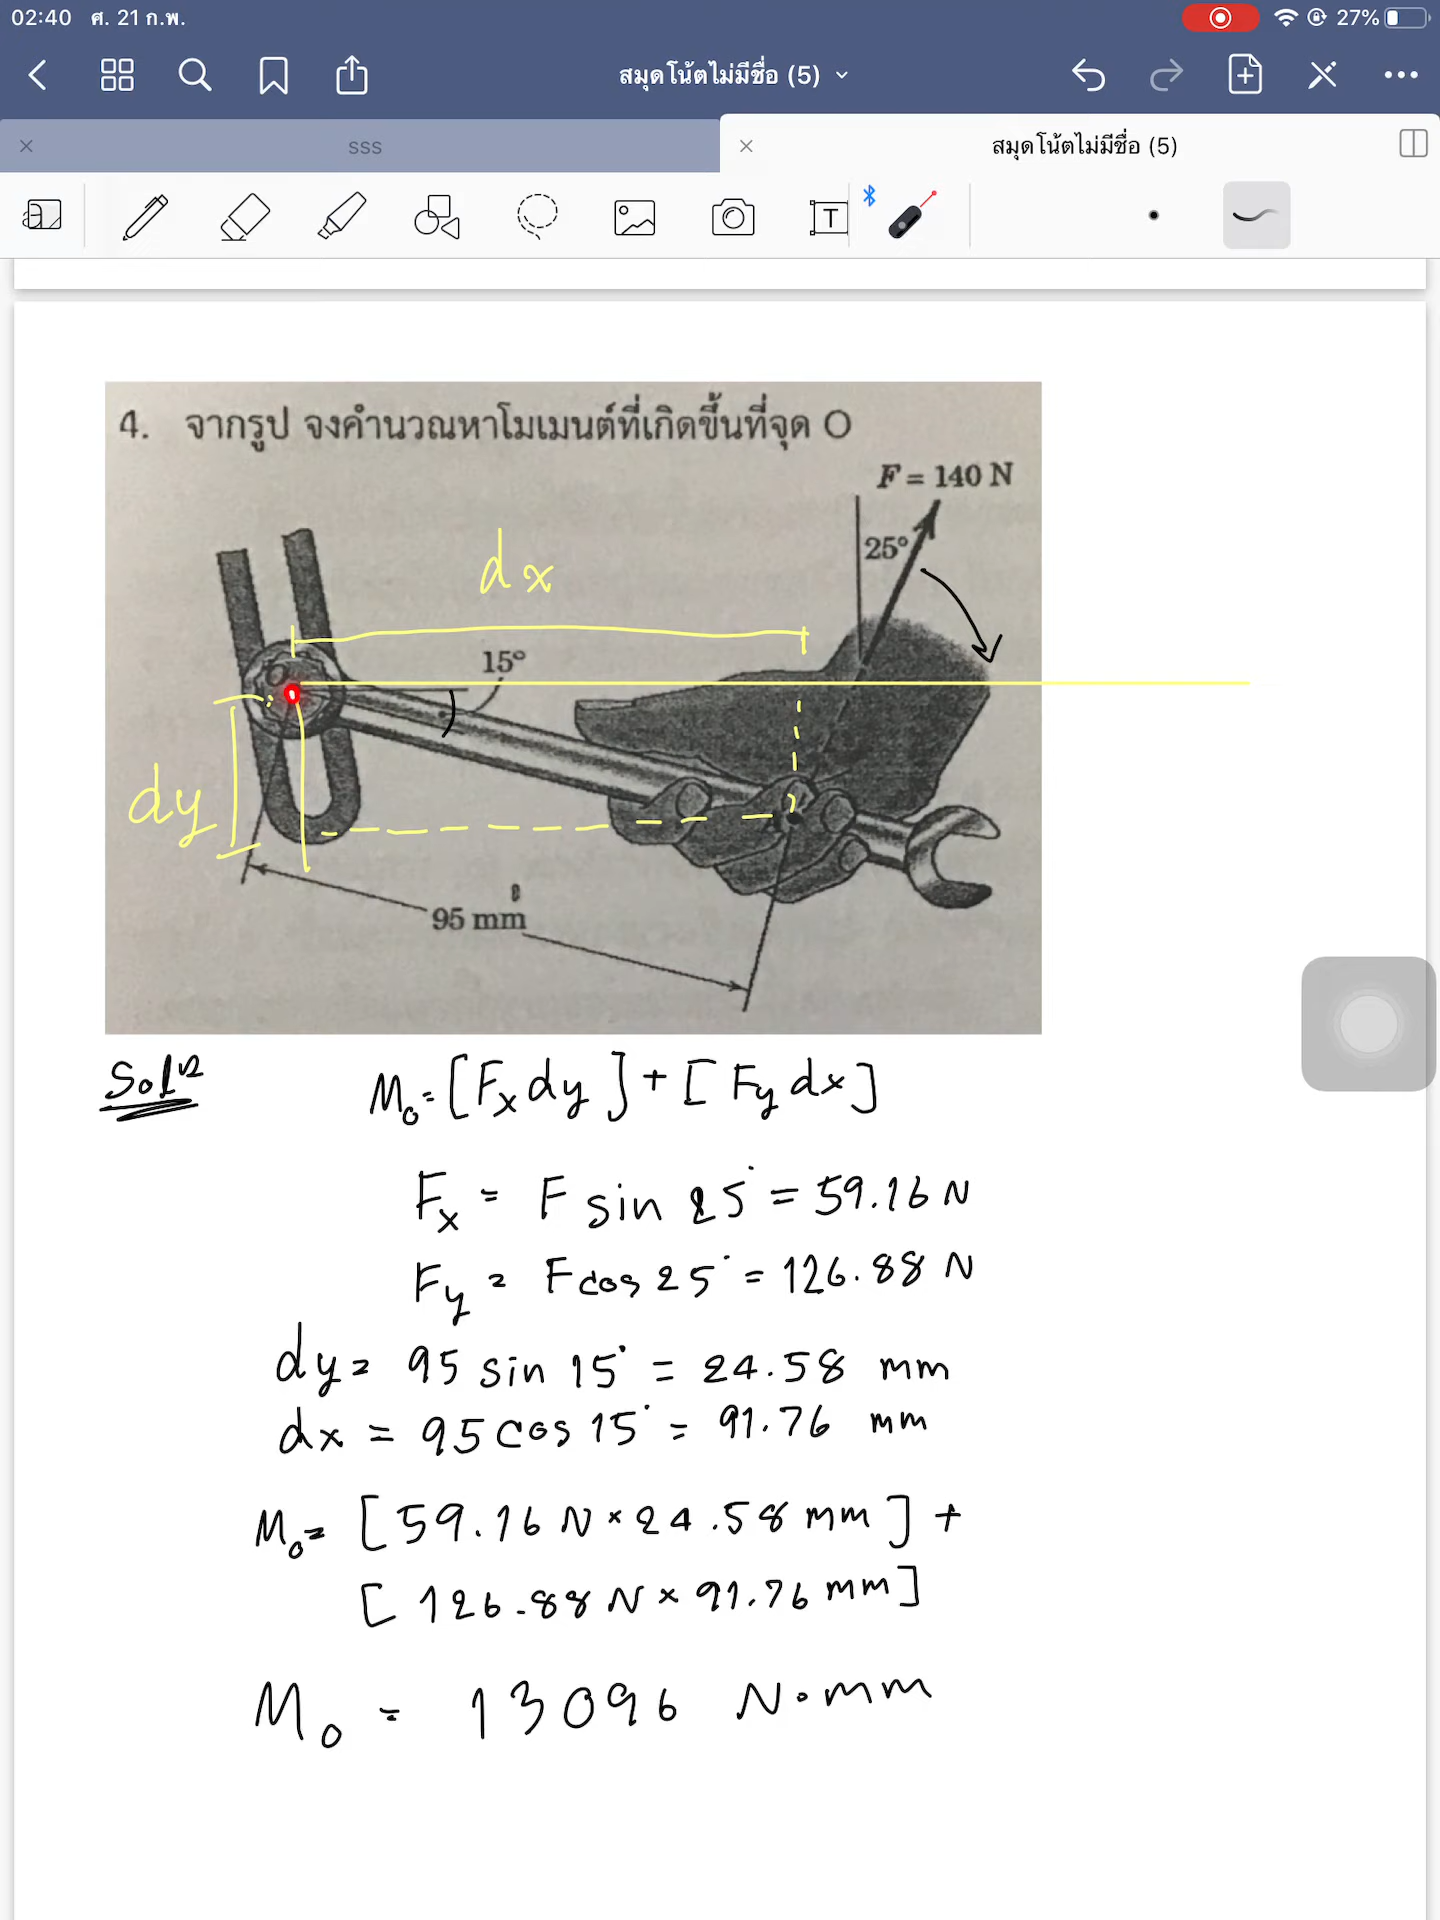 02:40 ศ. 21 ก.พ.
27%
สมุดโน้ตไม่มีชื่อ (5)
sss
สมุดโน้ตไม่มีชื่อ (5)
T
4. จากรูป จงคำนวณหาโมเมนต์ที่เกิดขึ้นที่จุด O
F = 140 N
25°
dx
15°
dy
95 mm
Solⁿ
M₀ = [Fx dy] + [Fy dx]
Fx = F sin 25° = 59.16 N
Fy = F cos 25° = 126.88 N
dy = 95 sin 15° = 24.58 mm
dx = 95 cos 15° = 91.76 mm
M₀ = [59.16 N × 24.58 mm] +
[126.88 N × 91.76 mm]
M₀ = 13096 N·mm